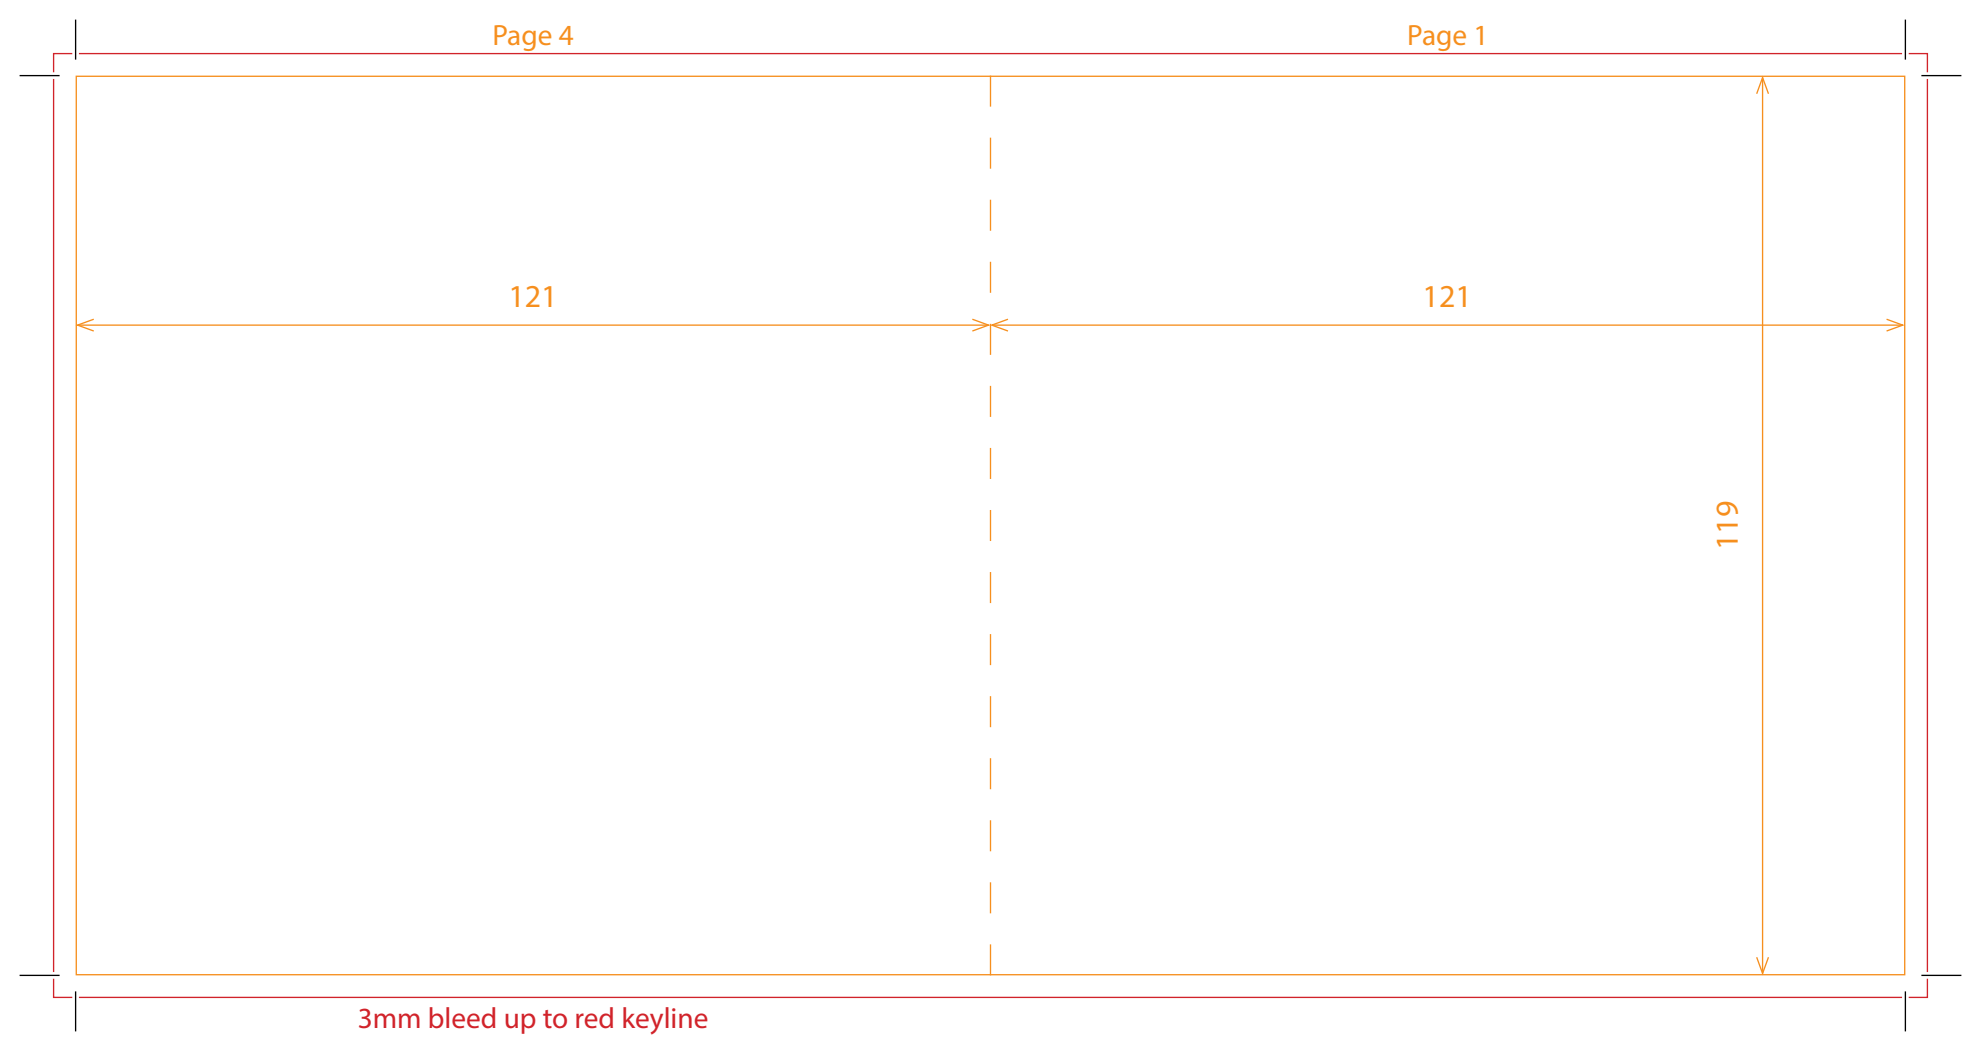 Page 4
Page 1
121
121
119
3mm bleed up to red keyline